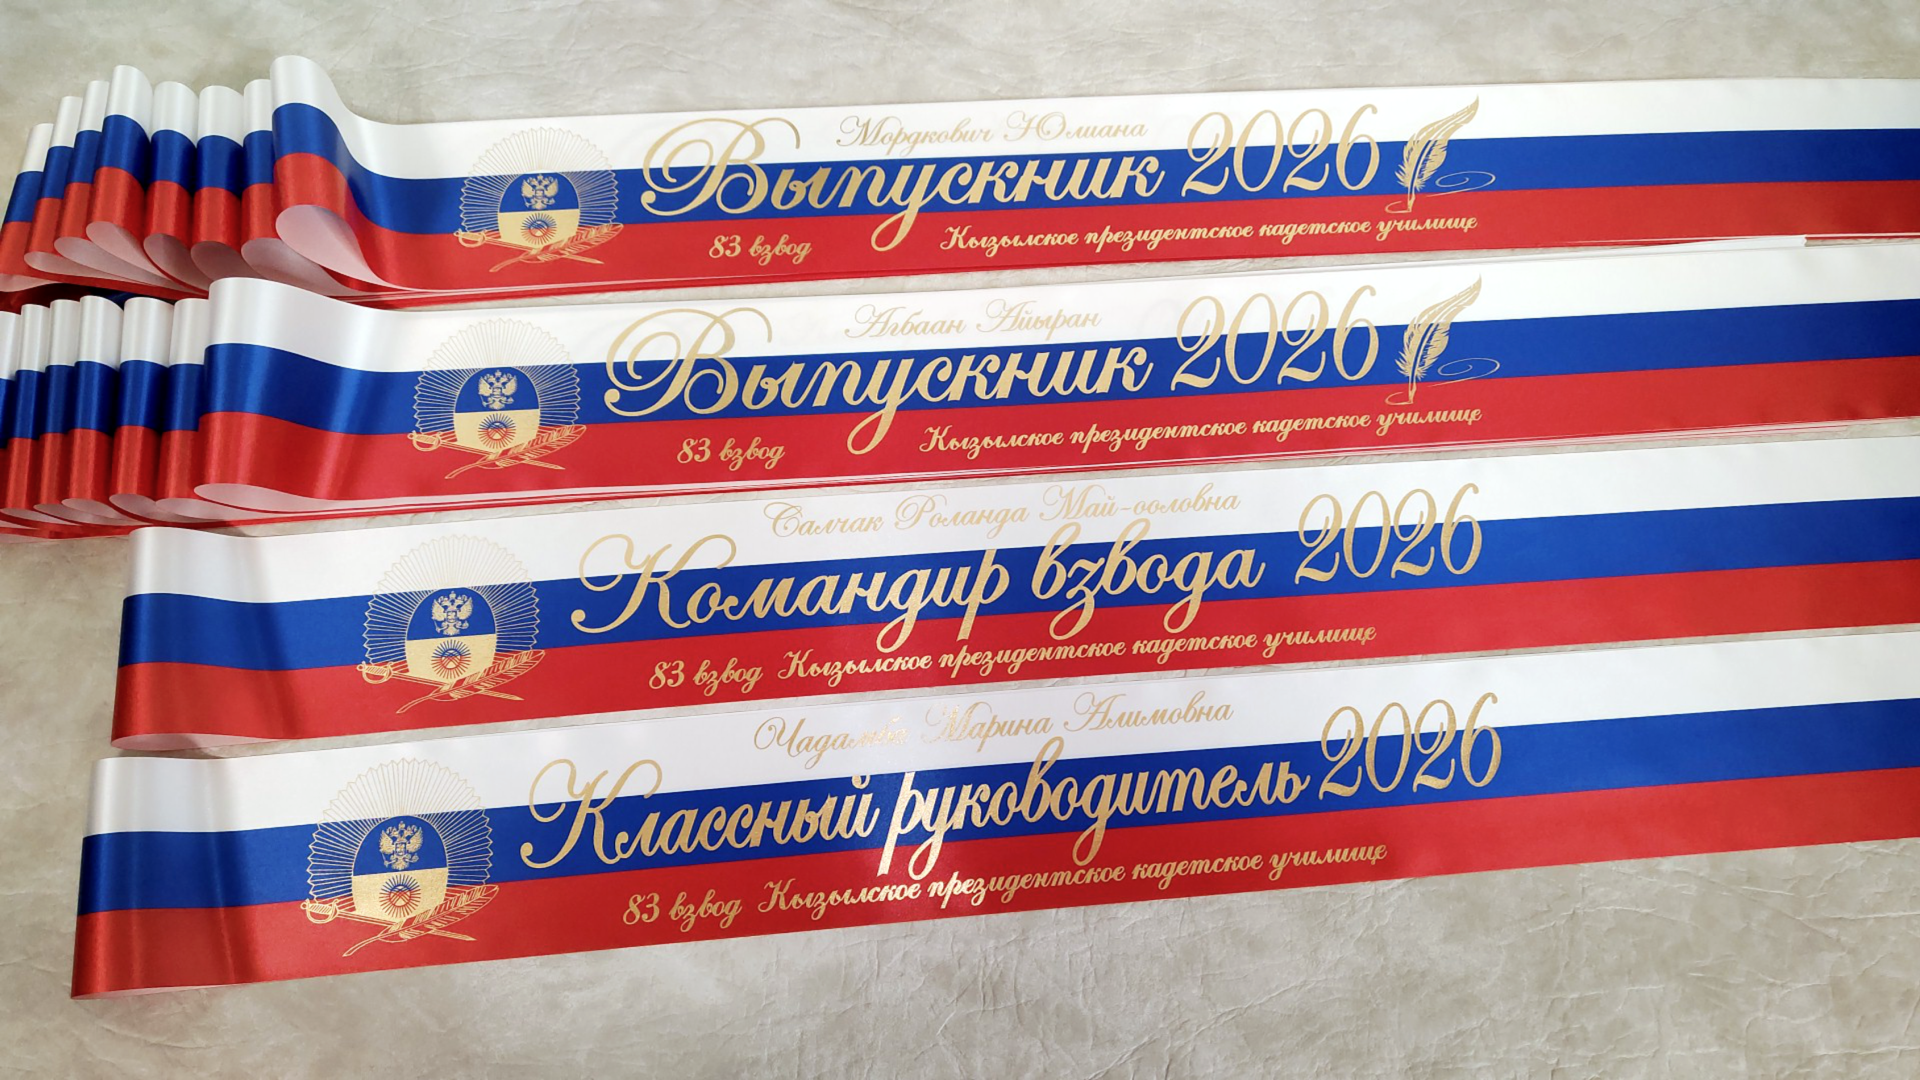 Мордкович Юлиана
Выпускник 2026
83 взвод Кызылское президентское кадетское училище
Агбаан Айыран
Выпускник 2026
83 взвод Кызылское президентское кадетское училище
Салчак Роланда Май-ооловна
Командир взвода 2026
83 взвод Кызылское президентское кадетское училище
Марина Алимовна
Классный руководитель 2026
83 взвод Кызылское президентское кадетское училище